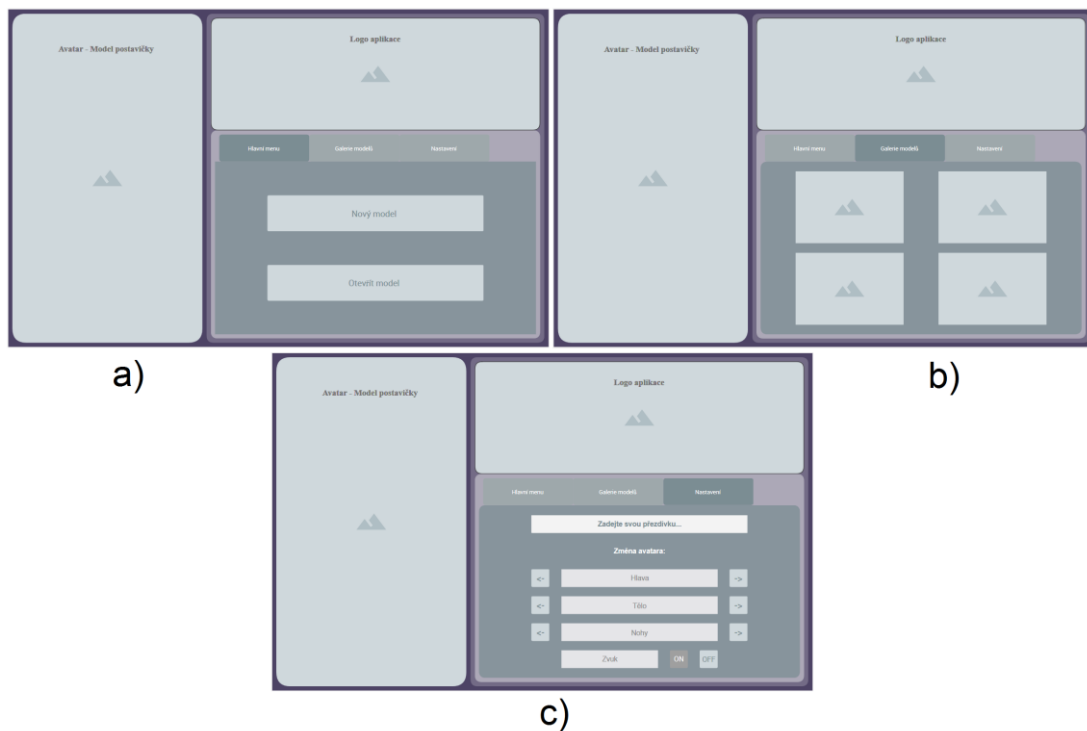 Avatar - Model postavičky
Logo aplikace
Hlavní menu
Galerie modelů
Nastavení
Nový model
Otevřít model
a)
Avatar - Model postavičky
Logo aplikace
Hlavní menu
Galerie modelů
Nastavení
b)
Avatar - Model postavičky
Logo aplikace
Hlavní menu
Galerie modelů
Nastavení
Zadejte svou přezdívku...
Změna avatara:
<- Hlava ->
<- Tělo ->
<- Nohy ->
Zvuk ON OFF
c)